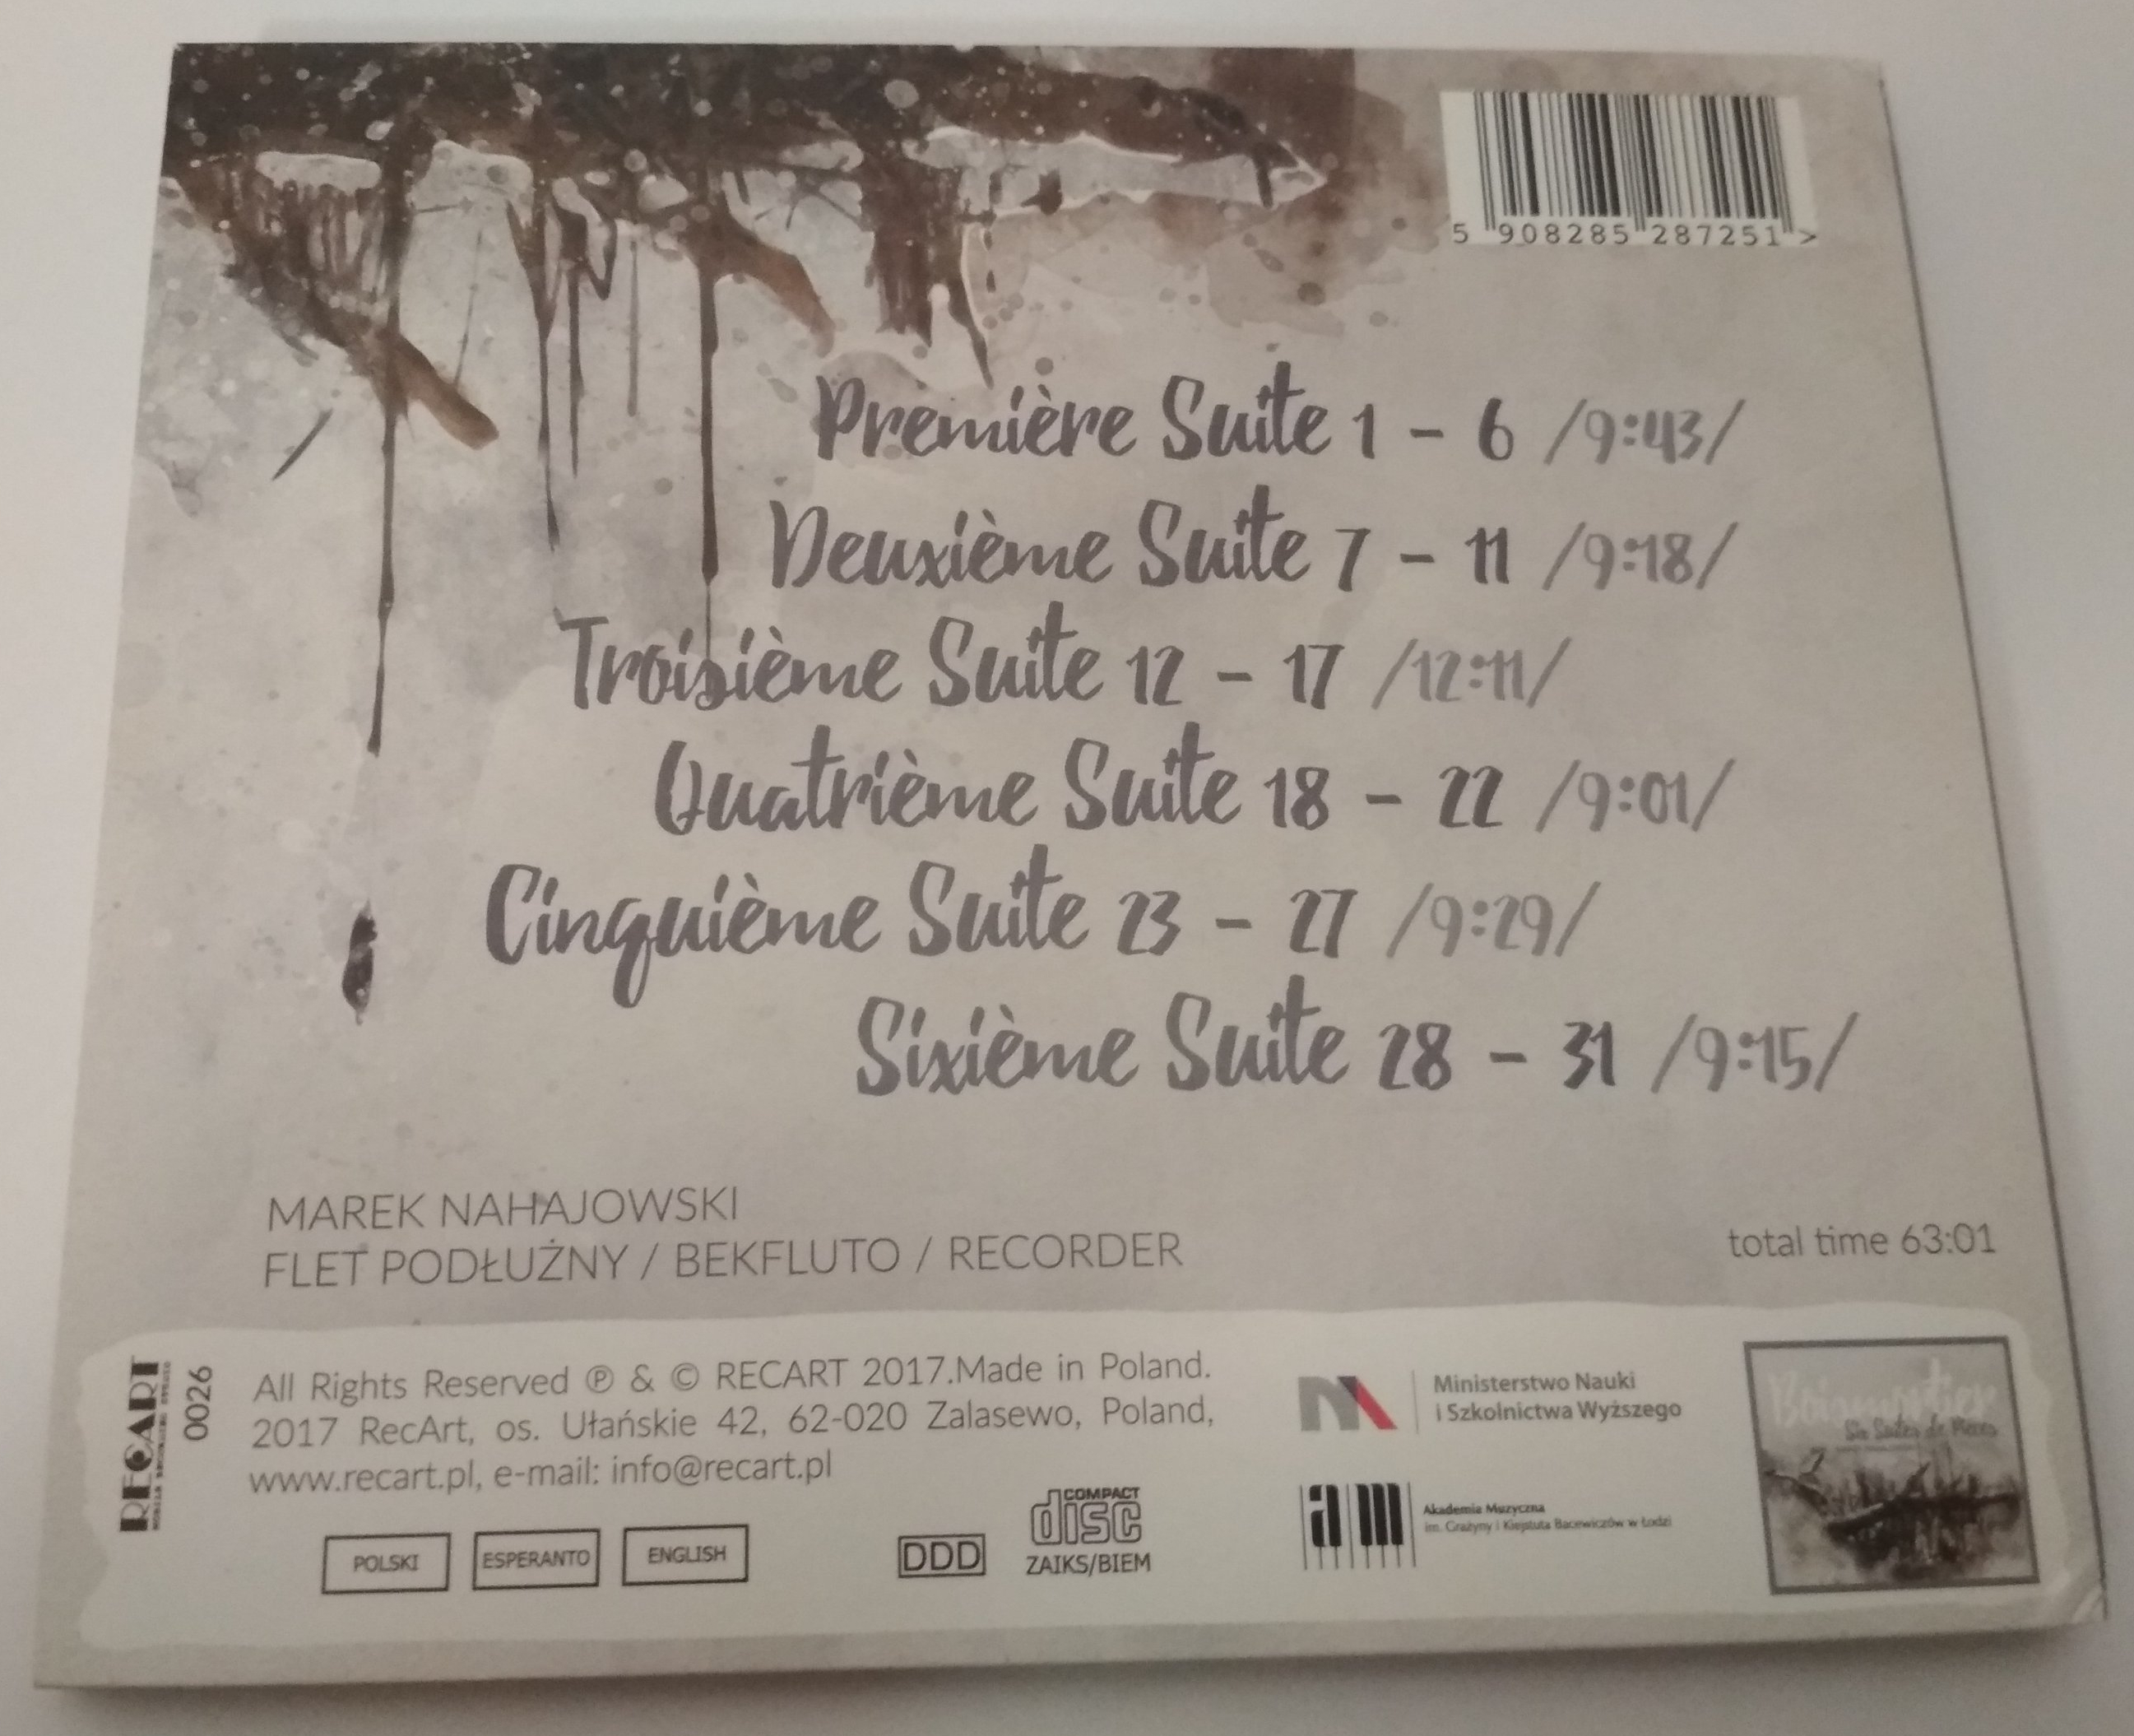 5 908285 287251 >
Première Suite 1 - 6 /9:43/
Deuxième Suite 7 - 11 /9:18/
Troisième Suite 12 - 17 /12:11/
Quatrième Suite 18 - 22 /9:01/
Cinquième Suite 23 - 27 /9:29/
Sixième Suite 28 - 31 /9:15/
MAREK NAHAJOWSKI
FLET PODŁUŻNY / BEKFLUTO / RECORDER
total time 63:01
RECART
0026
All Rights Reserved ℗ & © RECART 2017.Made in Poland.
2017 RecArt, os. Ułańskie 42, 62-020 Zalasewo, Poland,
www.recart.pl, e-mail: info@recart.pl
POLSKI
ESPERANTO
ENGLISH
DDD
COMPACT
disc
ZAIKS/BIEM
Ministerstwo Nauki
i Szkolnictwa Wyższego
am
Akademia Muzyczna
im. Grażyny i Kiejstuta Bacewiczów w Łodzi
Boismortier
Six Suites de Pièces